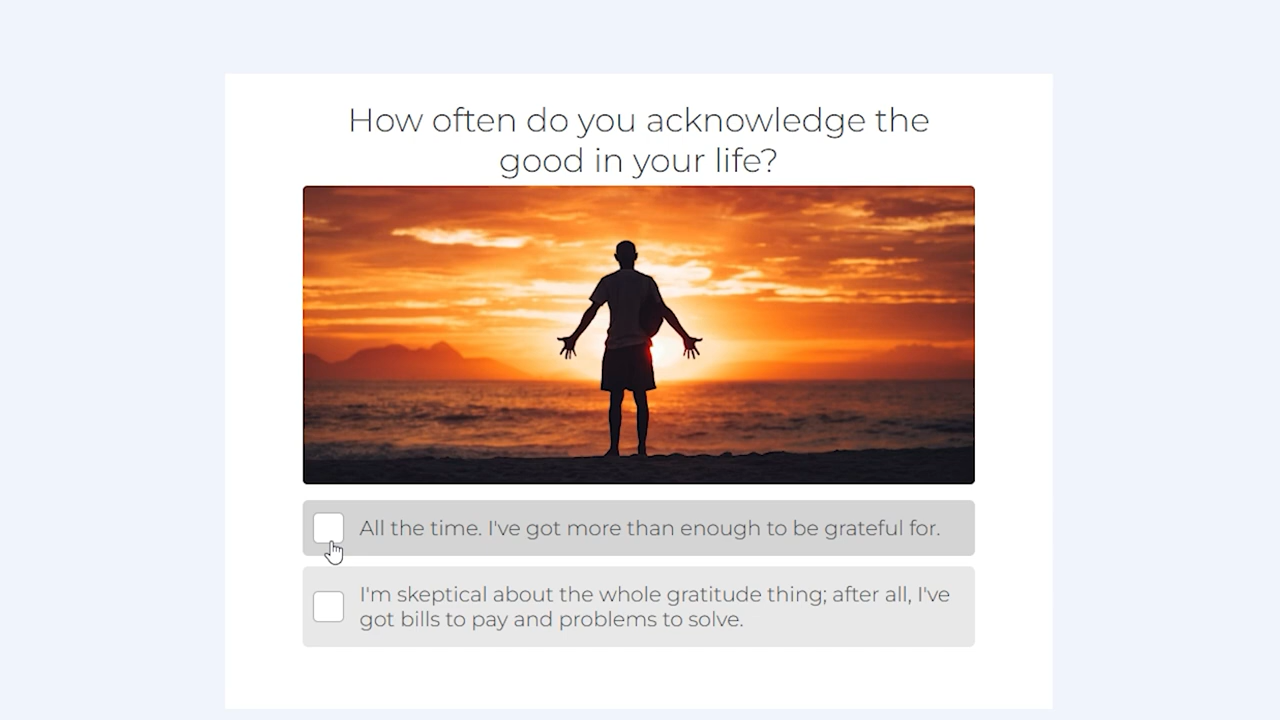 How often do you acknowledge the
good in your life?
All the time. I've got more than enough to be grateful for.
I'm skeptical about the whole gratitude thing; after all, I've
got bills to pay and problems to solve.